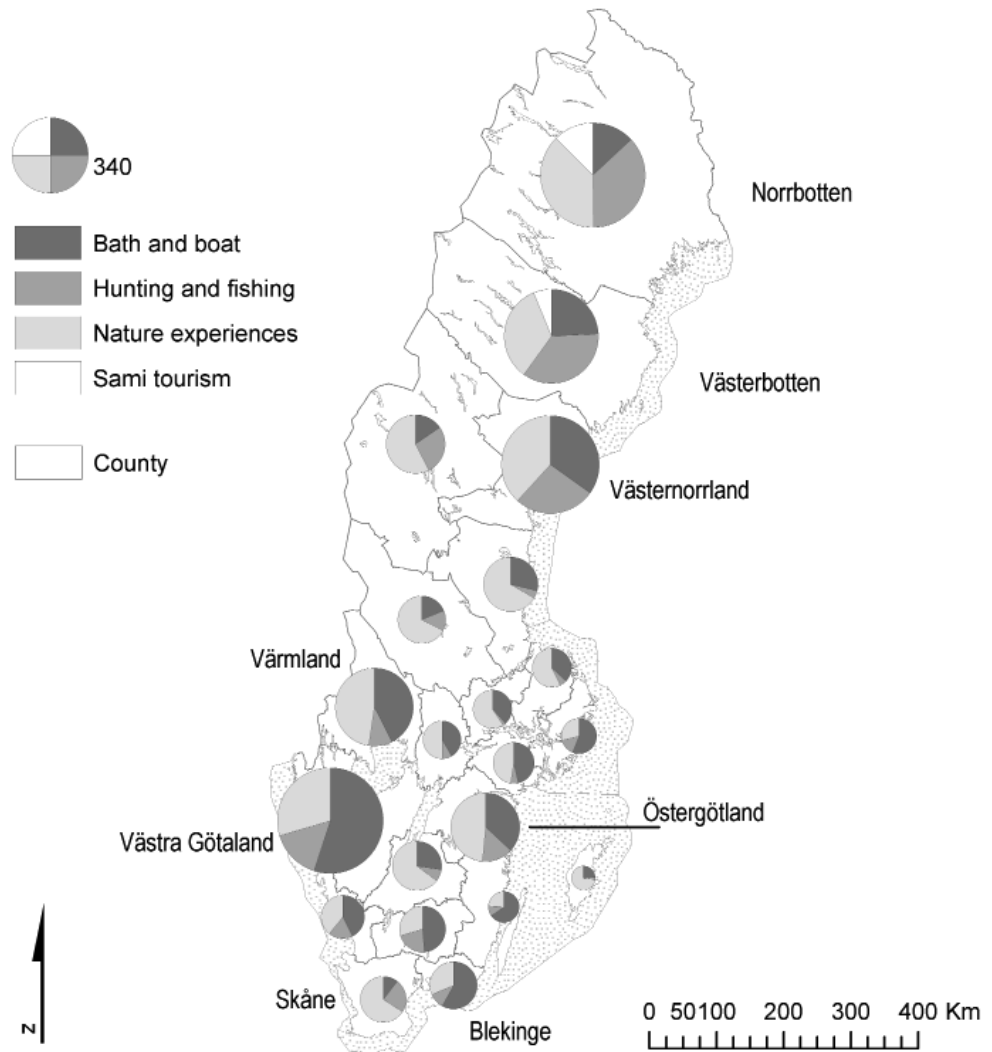 340
Bath and boat
Hunting and fishing
Nature experiences
Sami tourism
County
Norrbotten
Västerbotten
Västernorrland
Värmland
Östergötland
Västra Götaland
Skåne
Blekinge
N
0 50100 200 300 400 Km